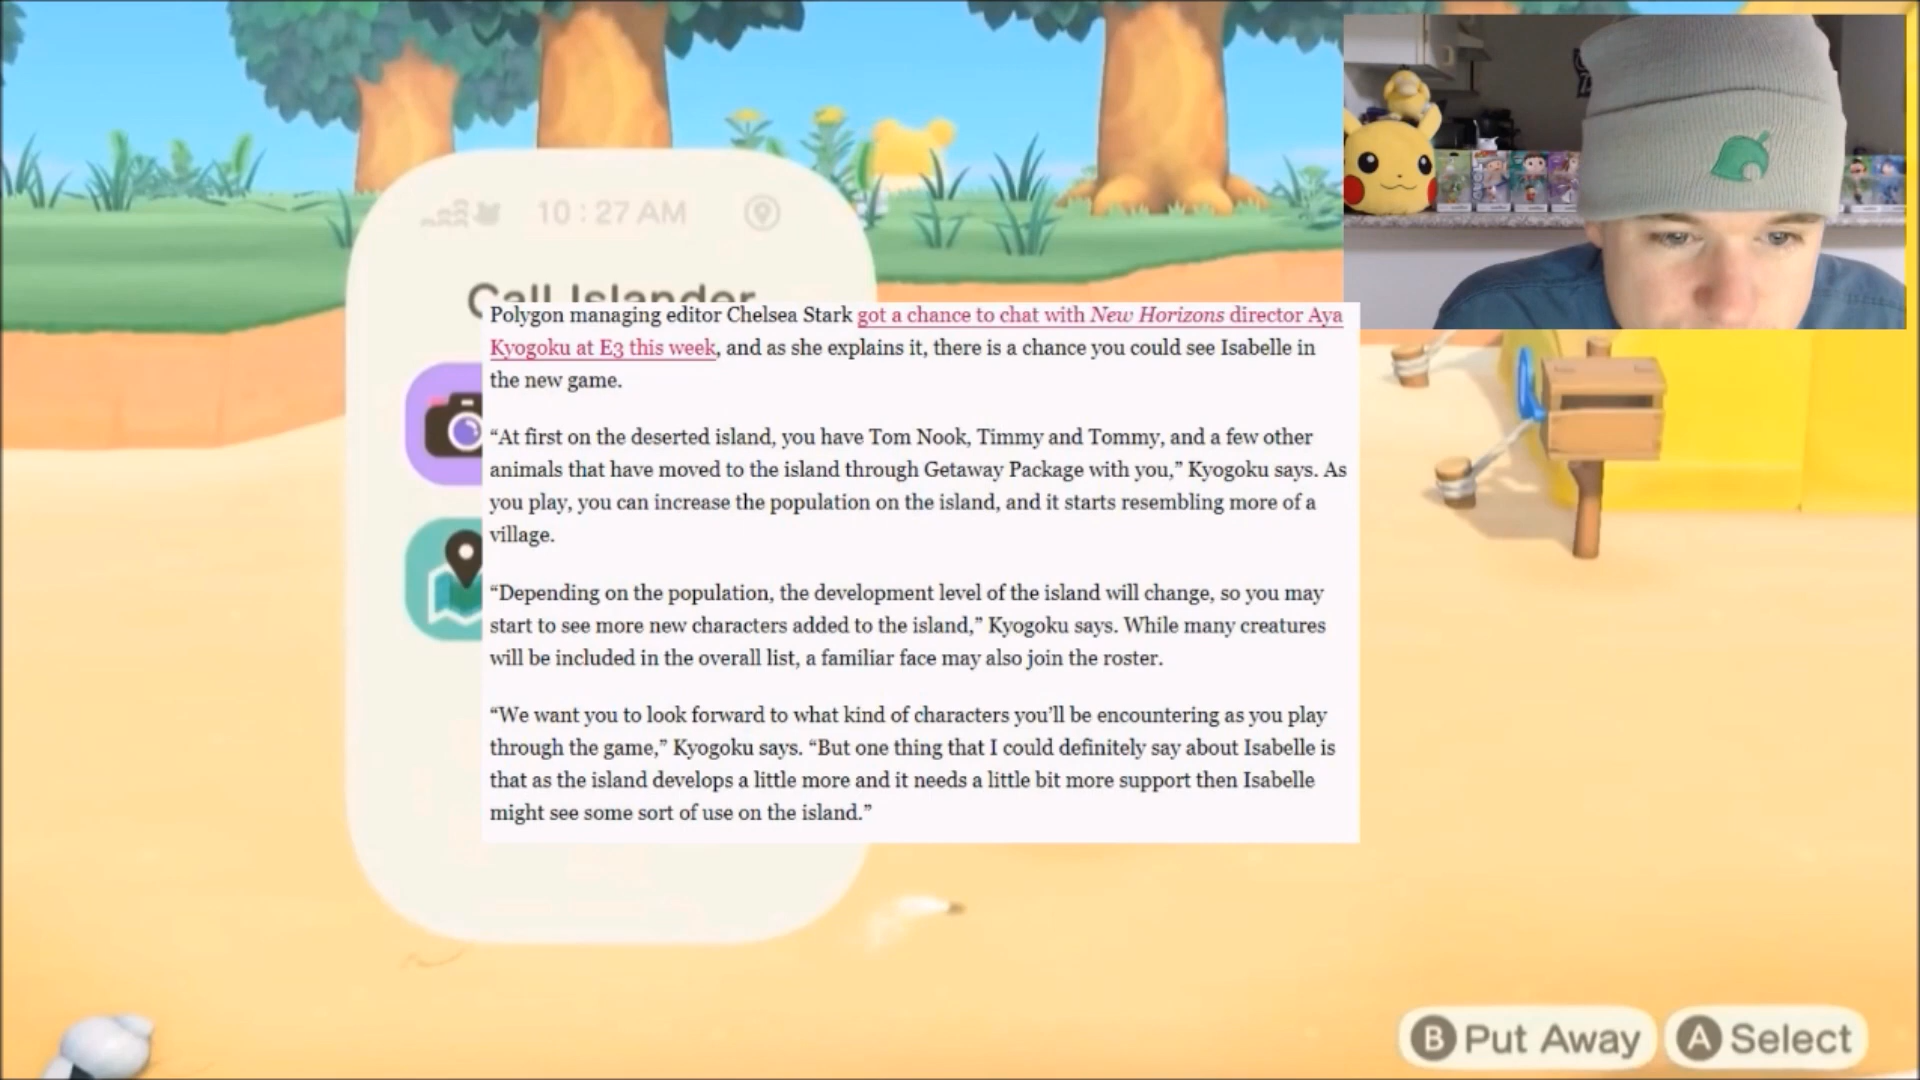 10:27 AM
Call Islander
Polygon managing editor Chelsea Stark got a chance to chat with New Horizons director Aya
Kyogoku at E3 this week, and as she explains it, there is a chance you could see Isabelle in
the new game.
“At first on the deserted island, you have Tom Nook, Timmy and Tommy, and a few other
animals that have moved to the island through Getaway Package with you,” Kyogoku says. As
you play, you can increase the population on the island, and it starts resembling more of a
village.
“Depending on the population, the development level of the island will change, so you may
start to see more new characters added to the island,” Kyogoku says. While many creatures
will be included in the overall list, a familiar face may also join the roster.
“We want you to look forward to what kind of characters you’ll be encountering as you play
through the game,” Kyogoku says. “But one thing that I could definitely say about Isabelle is
that as the island develops a little more and it needs a little bit more support then Isabelle
might see some sort of use on the island.”
B Put Away A Select